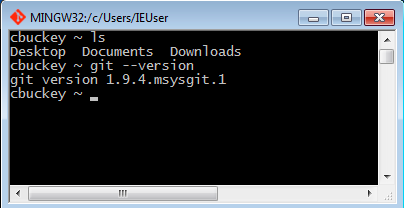 MINGW32:/c/Users/IEUser
cbuckey ~ ls
Desktop  Documents  Downloads
cbuckey ~ git --version
git version 1.9.4.msysgit.1
cbuckey ~